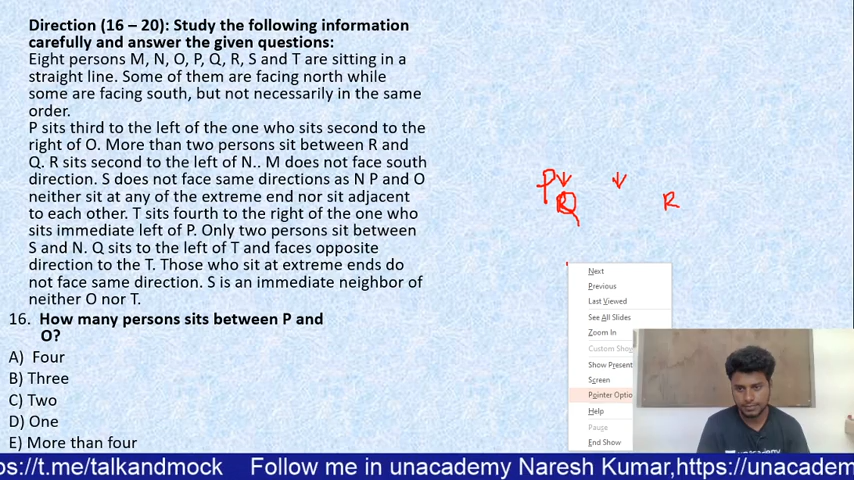 Direction (16 – 20): Study the following information
carefully and answer the given questions:
Eight persons M, N, O, P, Q, R, S and T are sitting in a
straight line. Some of them are facing north while
some are facing south, but not necessarily in the same
order.
P sits third to the left of the one who sits second to the
right of O. More than two persons sit between R and
Q. R sits second to the left of N.. M does not face south
direction. S does not face same directions as N P and O
neither sit at any of the extreme end nor sit adjacent
to each other. T sits fourth to the right of the one who
sits immediate left of P. Only two persons sit between
S and N. Q sits to the left of T and faces opposite
direction to the T. Those who sit at extreme ends do
not face same direction. S is an immediate neighbor of
neither O nor T.
16. How many persons sits between P and
O?
A) Four
B) Three
C) Two
D) One
E) More than four
P
Q R
Next
Previous
Last Viewed
See All Slides
Zoom In
Custom Sho
Show Present
Screen
Pointer Optio
Help
Pause
End Show
os://t.me/talkandmock Follow me in unacademy Naresh Kumar,https://unacadem